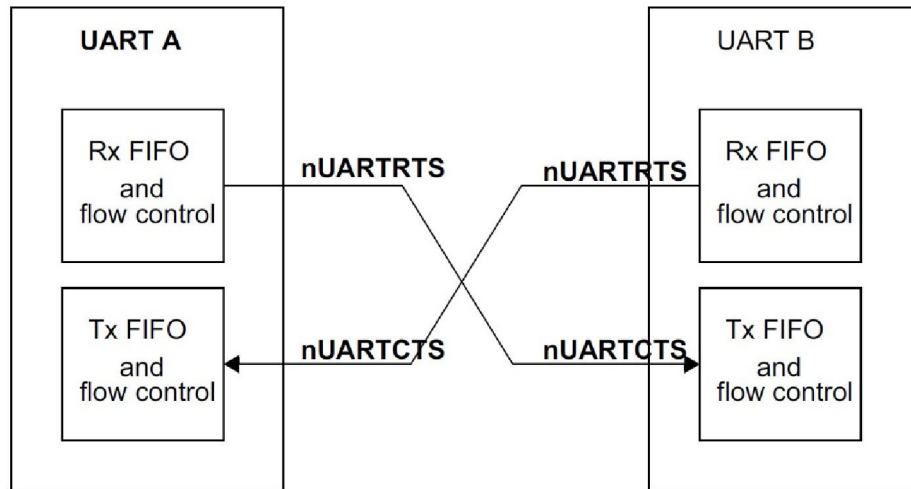 UART A
Rx FIFO
and
flow control
Tx FIFO
and
flow control
nUARTRTS
nUARTRTS
nUARTCTS
nUARTCTS
UART B
Rx FIFO
and
flow control
Tx FIFO
and
flow control